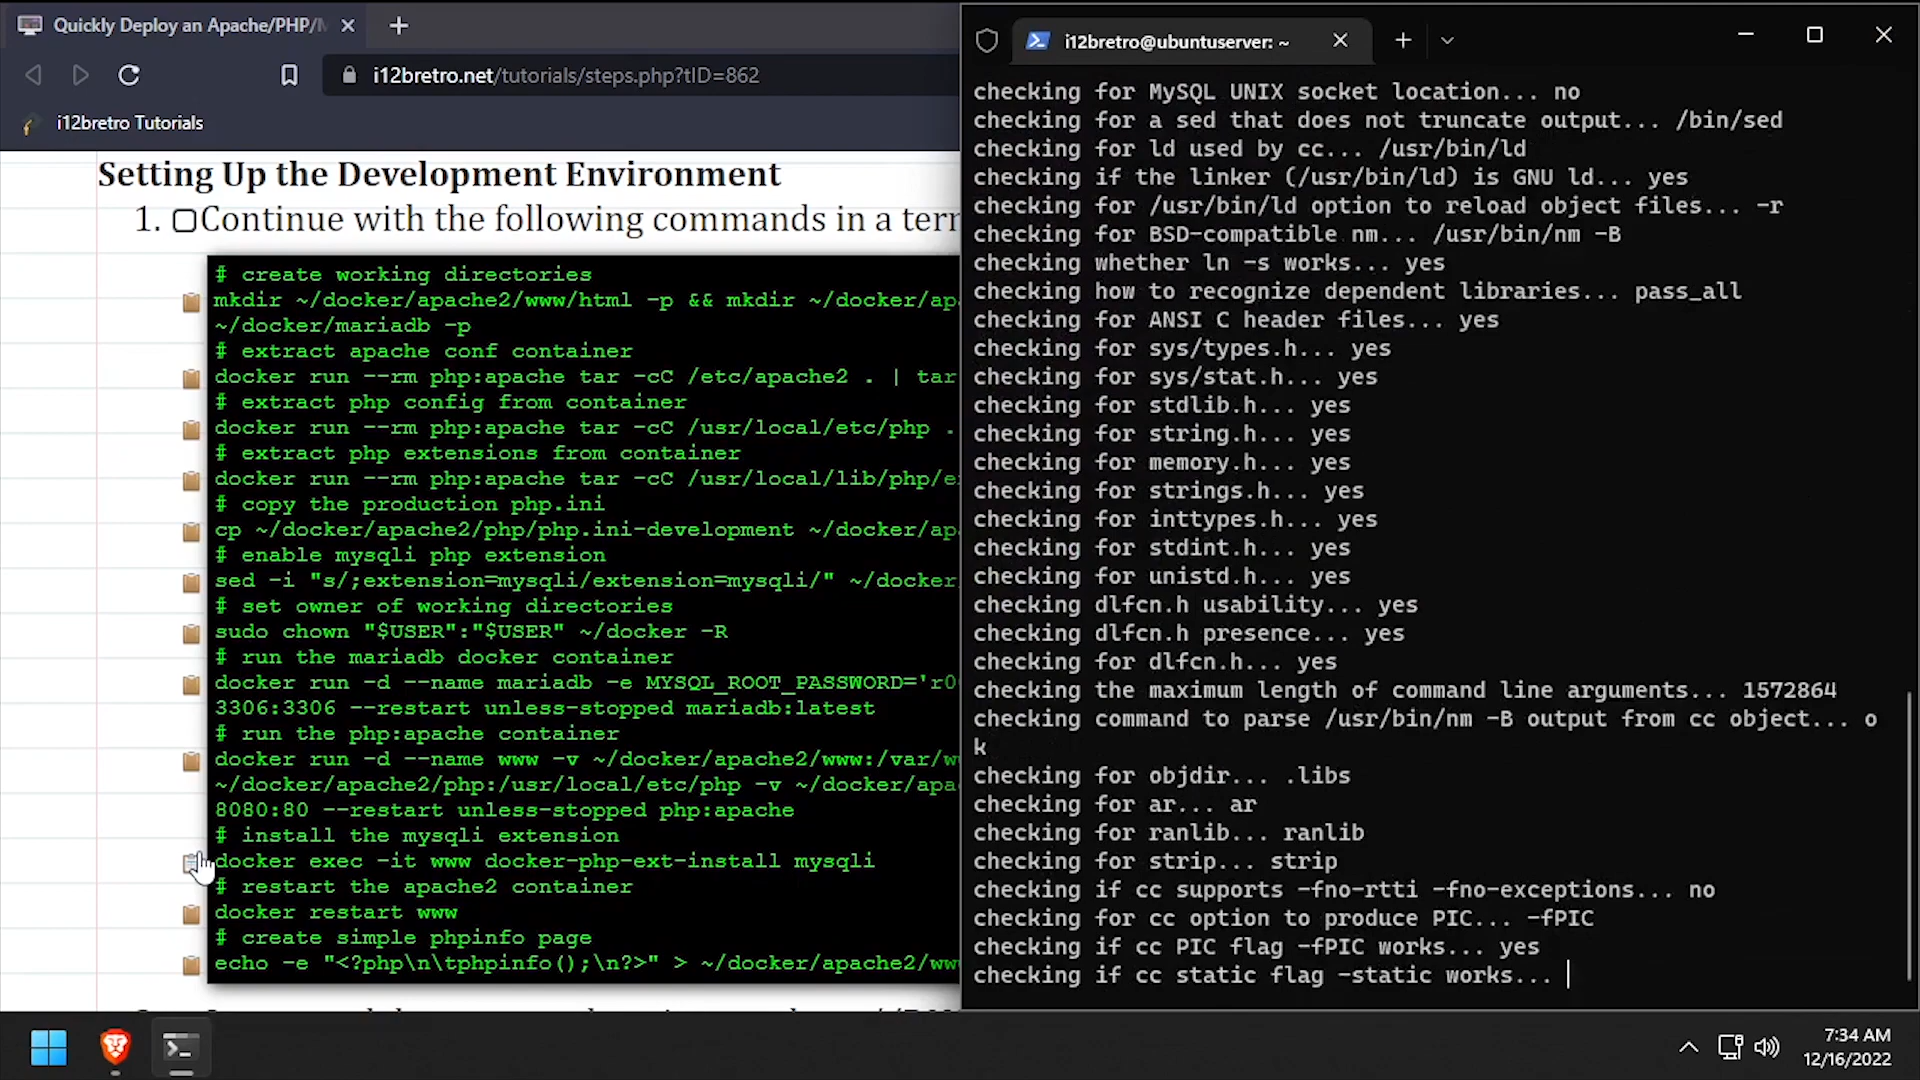 Quickly Deploy an Apache/PHP/M
i12bretro.net/tutorials/steps.php?tID=862
i12bretro Tutorials
Setting Up the Development Environment
1. Continue with the following commands in a tern
# create working directories
mkdir ~/docker/apache2/www/html -p && mkdir ~/docker/apa
~/docker/mariadb -p
# extract apache conf container
docker run --rm php:apache tar -cC /etc/apache2 . | tar
# extract php config from container
docker run --rm php:apache tar -cC /usr/local/etc/php .
# extract php extensions from container
docker run --rm php:apache tar -cC /usr/local/lib/php/e
# copy the production php.ini
cp ~/docker/apache2/php/php.ini-development ~/docker/apa
# enable mysqli php extension
sed -i "s/;extension=mysqli/extension=mysqli/" ~/docker/
# set owner of working directories
sudo chown "$USER":"$USER" ~/docker -R
# run the mariadb docker container
docker run -d --name mariadb -e MYSQL_ROOT_PASSWORD='r00
3306:3306 --restart unless-stopped mariadb:latest
# run the php:apache container
docker run -d --name www -v ~/docker/apache2/www:/var/ww
~/docker/apache2/php:/usr/local/etc/php -v ~/docker/apa
8080:80 --restart unless-stopped php:apache
# install the mysqli extension
docker exec -it www docker-php-ext-install mysqli
# restart the apache2 container
docker restart www
# create simple phpinfo page
echo -e "<?php\n\tphpinfo();\n?>" > ~/docker/apache2/www
i12bretro@ubuntuserver: ~
checking for MySQL UNIX socket location... no
checking for a sed that does not truncate output... /bin/sed
checking for ld used by cc... /usr/bin/ld
checking if the linker (/usr/bin/ld) is GNU ld... yes
checking for /usr/bin/ld option to reload object files... -r
checking for BSD-compatible nm... /usr/bin/nm -B
checking whether ln -s works... yes
checking how to recognize dependent libraries... pass_all
checking for ANSI C header files... yes
checking for sys/types.h... yes
checking for sys/stat.h... yes
checking for stdlib.h... yes
checking for string.h... yes
checking for memory.h... yes
checking for strings.h... yes
checking for inttypes.h... yes
checking for stdint.h... yes
checking for unistd.h... yes
checking dlfcn.h usability... yes
checking dlfcn.h presence... yes
checking for dlfcn.h... yes
checking the maximum length of command line arguments... 1572864
checking command to parse /usr/bin/nm -B output from cc object... o
k
checking for objdir... .libs
checking for ar... ar
checking for ranlib... ranlib
checking for strip... strip
checking if cc supports -fno-rtti -fno-exceptions... no
checking for cc option to produce PIC... -fPIC
checking if cc PIC flag -fPIC works... yes
checking if cc static flag -static works...
7:34 AM
12/16/2022